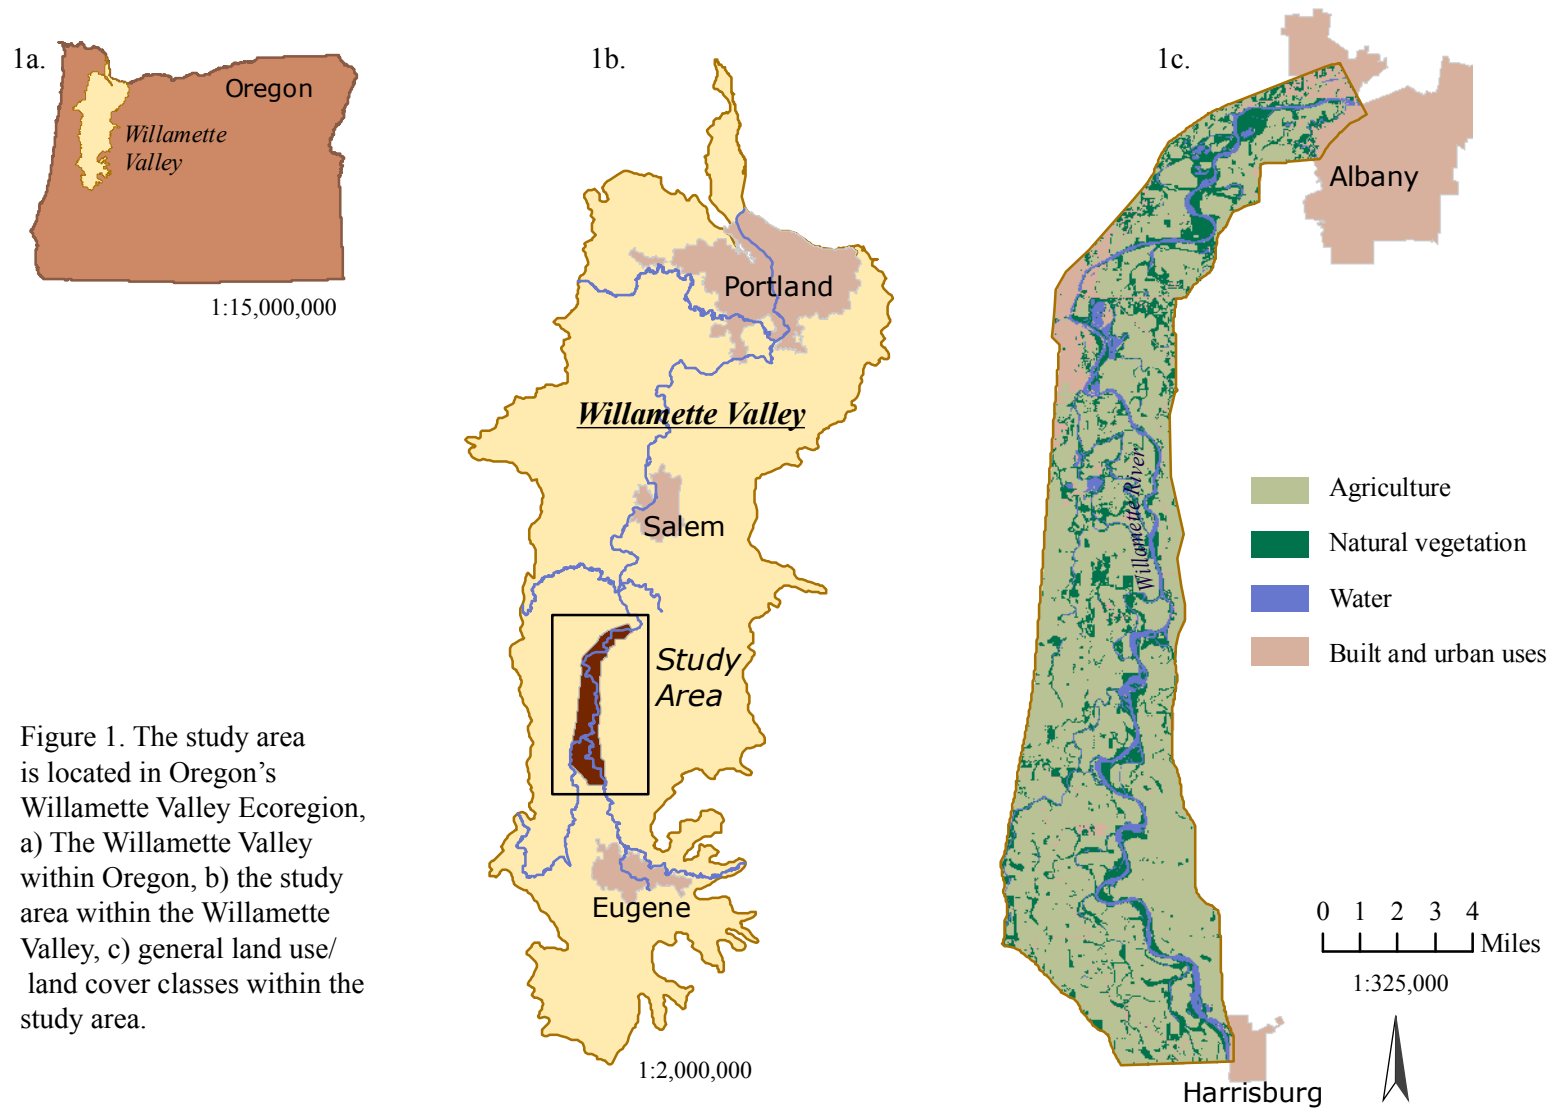 1a.
Oregon
Willamette
Valley
1:15,000,000
1b.
Portland
Willamette Valley
Salem
Study
Area
Eugene
1:2,000,000
1c.
Albany
Willamette River
Agriculture
Natural vegetation
Water
Built and urban uses
0 1 2 3 4
Miles
1:325,000
Harrisburg
Figure 1. The study area
is located in Oregon’s
Willamette Valley Ecoregion,
a) The Willamette Valley
within Oregon, b) the study
area within the Willamette
Valley, c) general land use/
land cover classes within the
study area.